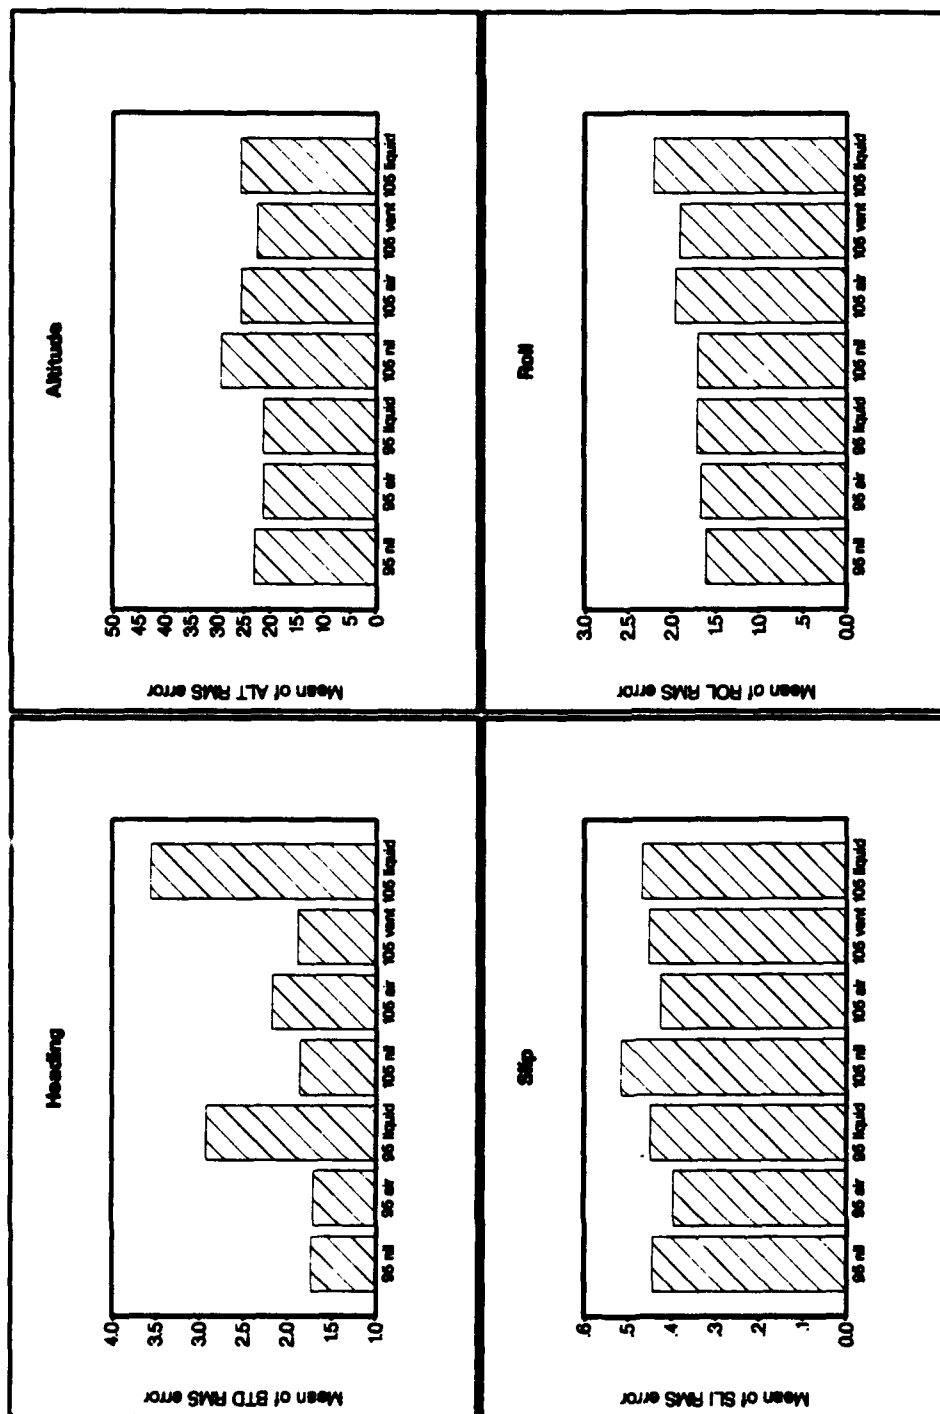 Heading
Mean of BTD RMS error
4.0
3.5
3.0
2.5
2.0
1.5
1.0
95 nil 95 air 95 liquid 105 nil 105 air 105 vent 105 liquid
Altitude
Mean of ALT RMS error
50
45
40
35
30
25
20
15
10
5
0
95 nil 95 air 95 liquid 105 nil 105 air 105 vent 105 liquid
Slip
Mean of SLI RMS error
.6
.5
.4
.3
.2
.1
0.0
95 nil 95 air 95 liquid 105 nil 105 air 105 vent 105 liquid
Roll
Mean of ROL RMS error
3.0
2.5
2.0
1.5
1.0
.5
0.0
95 nil 95 air 95 liquid 105 nil 105 air 105 vent 105 liquid